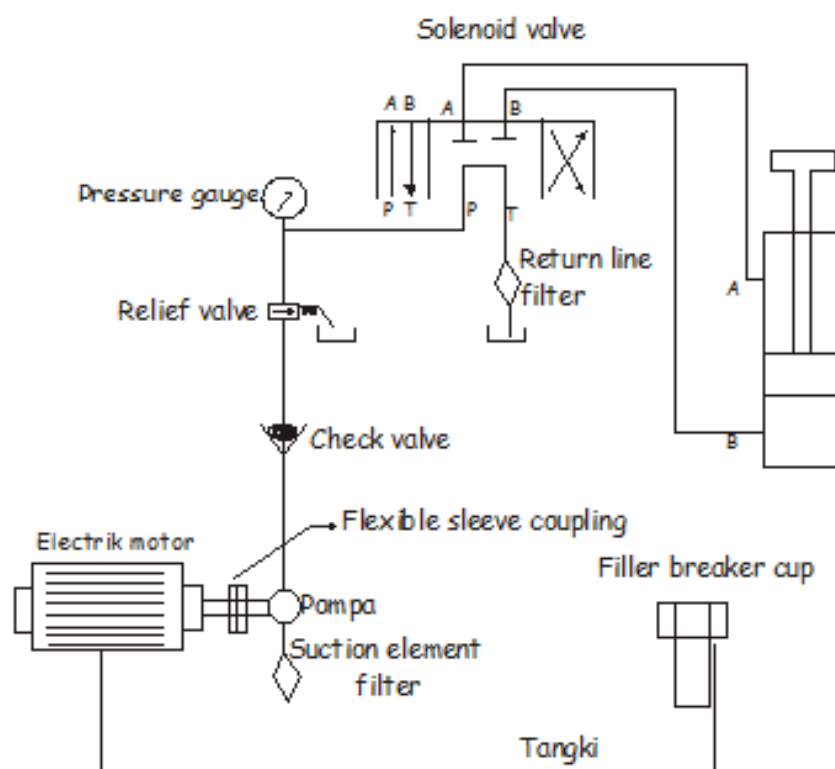 Solenoid valve
A B A B
P T P T
Pressure gauge
Return line
filter
A
Relief valve
Check valve
B
Flexible sleeve coupling
Electrik motor
Filler breaker cup
Pompa
Suction element
filter
Tangki